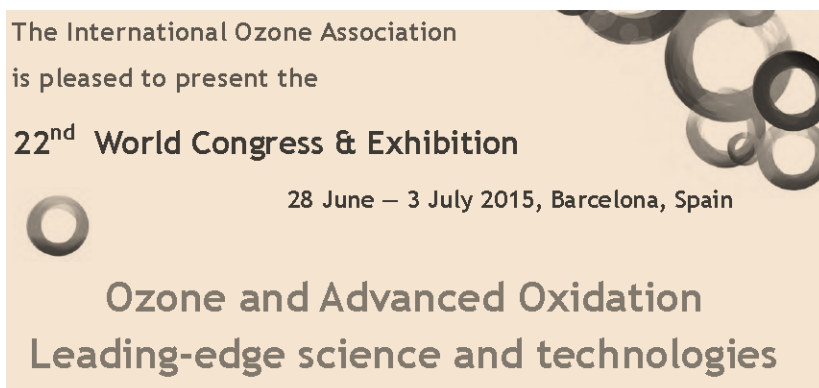 The International Ozone Association
is pleased to present the
22nd World Congress & Exhibition
28 June – 3 July 2015, Barcelona, Spain
Ozone and Advanced Oxidation
Leading-edge science and technologies